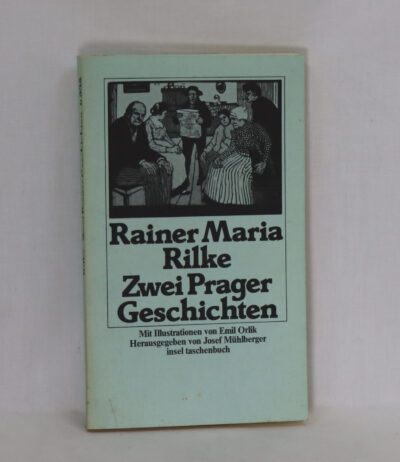 Rainer Maria
Rilke
Zwei Prager
Geschichten
Mit Illustrationen von Emil Orlik
Herausgegeben von Josef Mühlberger
insel taschenbuch